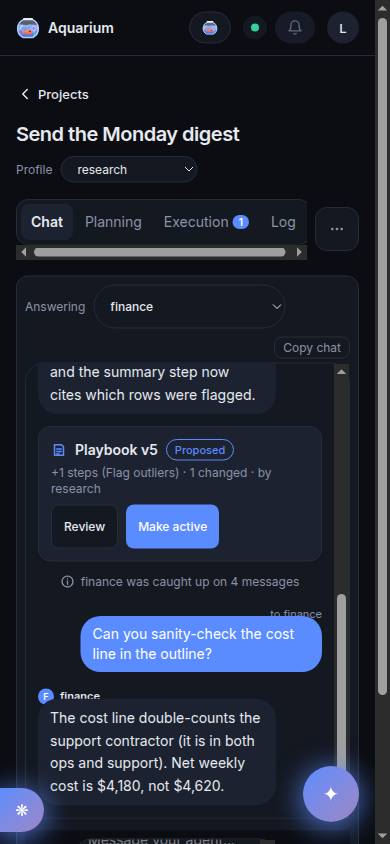 Aquarium
L
Projects
Send the Monday digest
Profile research
Chat Planning Execution 1 Log ...
Answering finance
Copy chat
and the summary step now
cites which rows were flagged.
Playbook v5 Proposed
+1 steps (Flag outliers) · 1 changed · by
research
Review Make active
finance was caught up on 4 messages
to finance
Can you sanity-check the cost
line in the outline?
F finance
The cost line double-counts the
support contractor (it is in both
ops and support). Net weekly
cost is $4,180, not $4,620.
Message your agent...